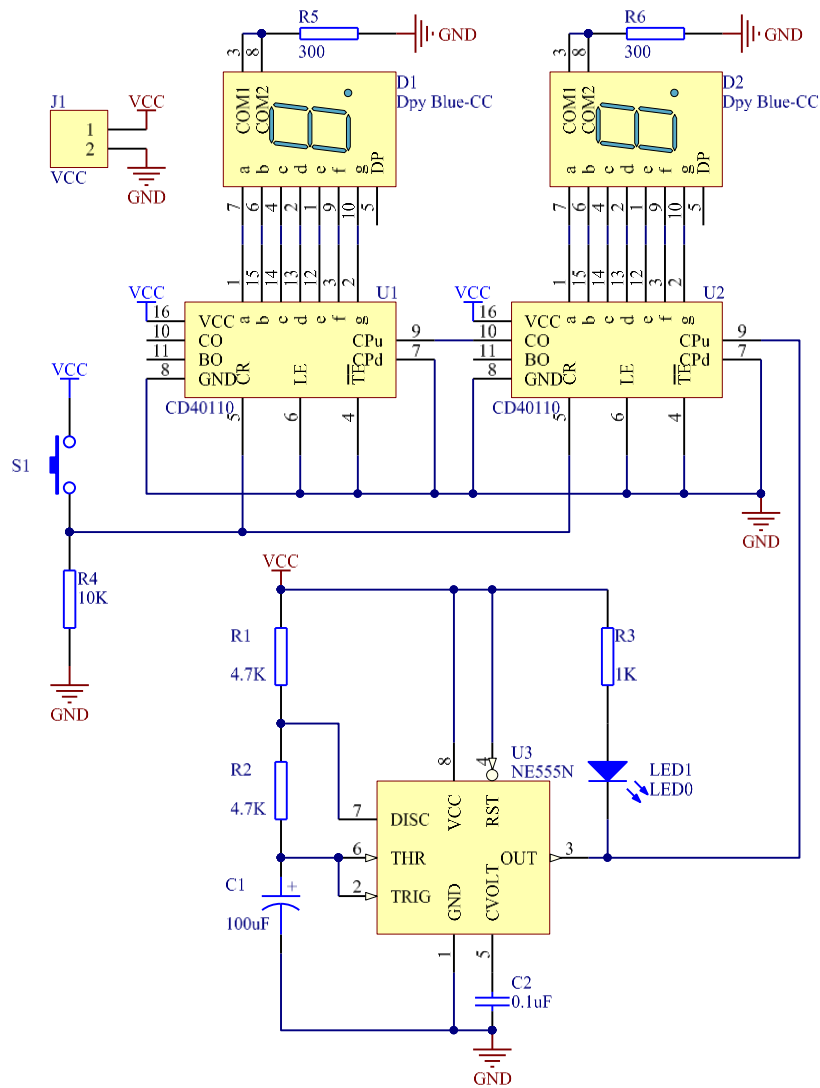 R5
300
GND
3
8
COM1
COM2
D1
Dpy Blue-CC
a b c d e f g DP
7 6 4 2 1 9 10 5
R6
300
GND
3
8
COM1
COM2
D2
Dpy Blue-CC
a b c d e f g DP
7 6 4 2 1 9 10 5
J1
VCC
1
2
VCC
GND
1 15 14 13 12 3 2
U1
VCC
16
10
11
8
a b c d e f g
VCC
CO
BO
GND
CPu
CPd
9
7
CR
LE
TE
CD40110
5
6
4
1 15 14 13 12 3 2
U2
VCC
16
10
11
8
a b c d e f g
VCC
CO
BO
GND
CPu
CPd
9
7
CR
LE
TE
CD40110
5
6
4
GND
VCC
S1
R4
10K
GND
VCC
R1
4.7K
R2
4.7K
C1
+
100uF
R3
1K
LED1
LED0
U3
NE555N
8
4
7
6
2
DISC
THR
TRIG
VCC
RST
GND
CVOLT
OUT
3
1
5
C2
0.1uF
GND